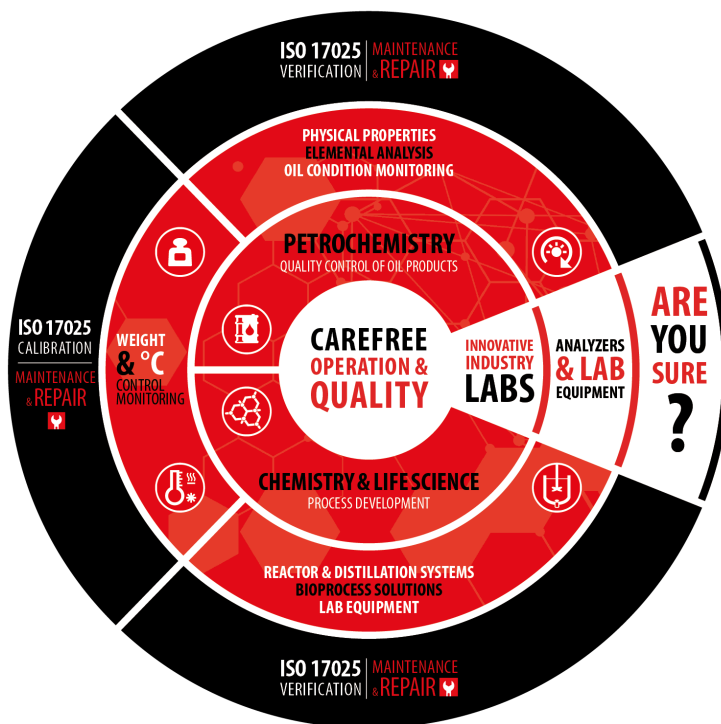 ISO 17025
VERIFICATION
MAINTENANCE
& REPAIR
PHYSICAL PROPERTIES
ELEMENTAL ANALYSIS
OIL CONDITION MONITORING
PETROCHEMISTRY
QUALITY CONTROL OF OIL PRODUCTS
ISO 17025
CALIBRATION
MAINTENANCE
& REPAIR
WEIGHT
& °C
CONTROL
MONITORING
CAREFREE
OPERATION &
QUALITY
INNOVATIVE
INDUSTRY
LABS
ANALYZERS
& LAB
EQUIPMENT
ARE
YOU
SURE
?
CHEMISTRY & LIFE SCIENCE
PROCESS DEVELOPMENT
REACTOR & DISTILLATION SYSTEMS
BIOPROCESS SOLUTIONS
LAB EQUIPMENT
ISO 17025
VERIFICATION
MAINTENANCE
& REPAIR